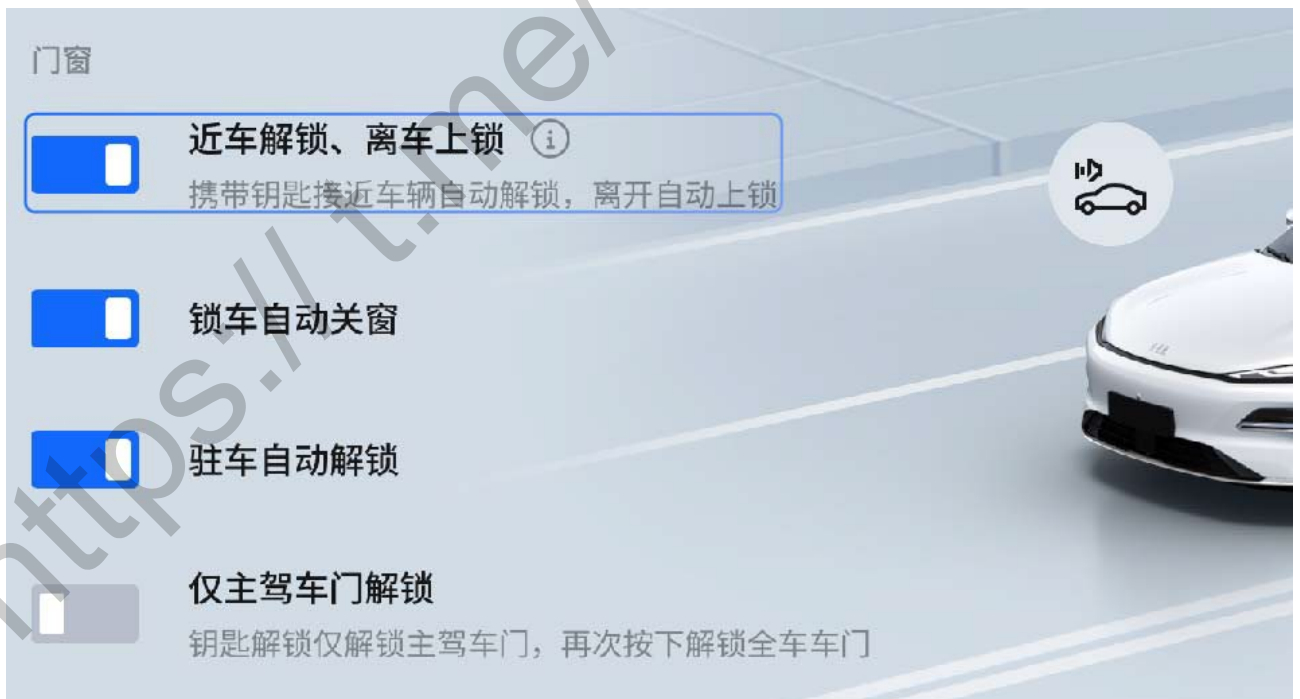 门窗
近车解锁、离车上锁
携带钥匙接近车辆自动解锁，离开自动上锁
锁车自动关窗
驻车自动解锁
仅主驾车门解锁
钥匙解锁仅解锁主驾车门，再次按下解锁全车车门
https:// t.me/